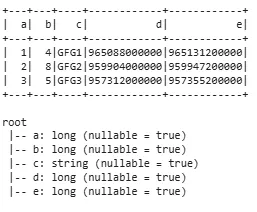 +---+---+----+------------+------------+
|  a|  b|   c|           d|           e|
+---+---+----+------------+------------+
|  1|  4|GFG1|965088000000|965131200000|
|  2|  8|GFG2|959904000000|959947200000|
|  3|  5|GFG3|957312000000|957355200000|
+---+---+----+------------+------------+
root
 |-- a: long (nullable = true)
 |-- b: long (nullable = true)
 |-- c: string (nullable = true)
 |-- d: long (nullable = true)
 |-- e: long (nullable = true)